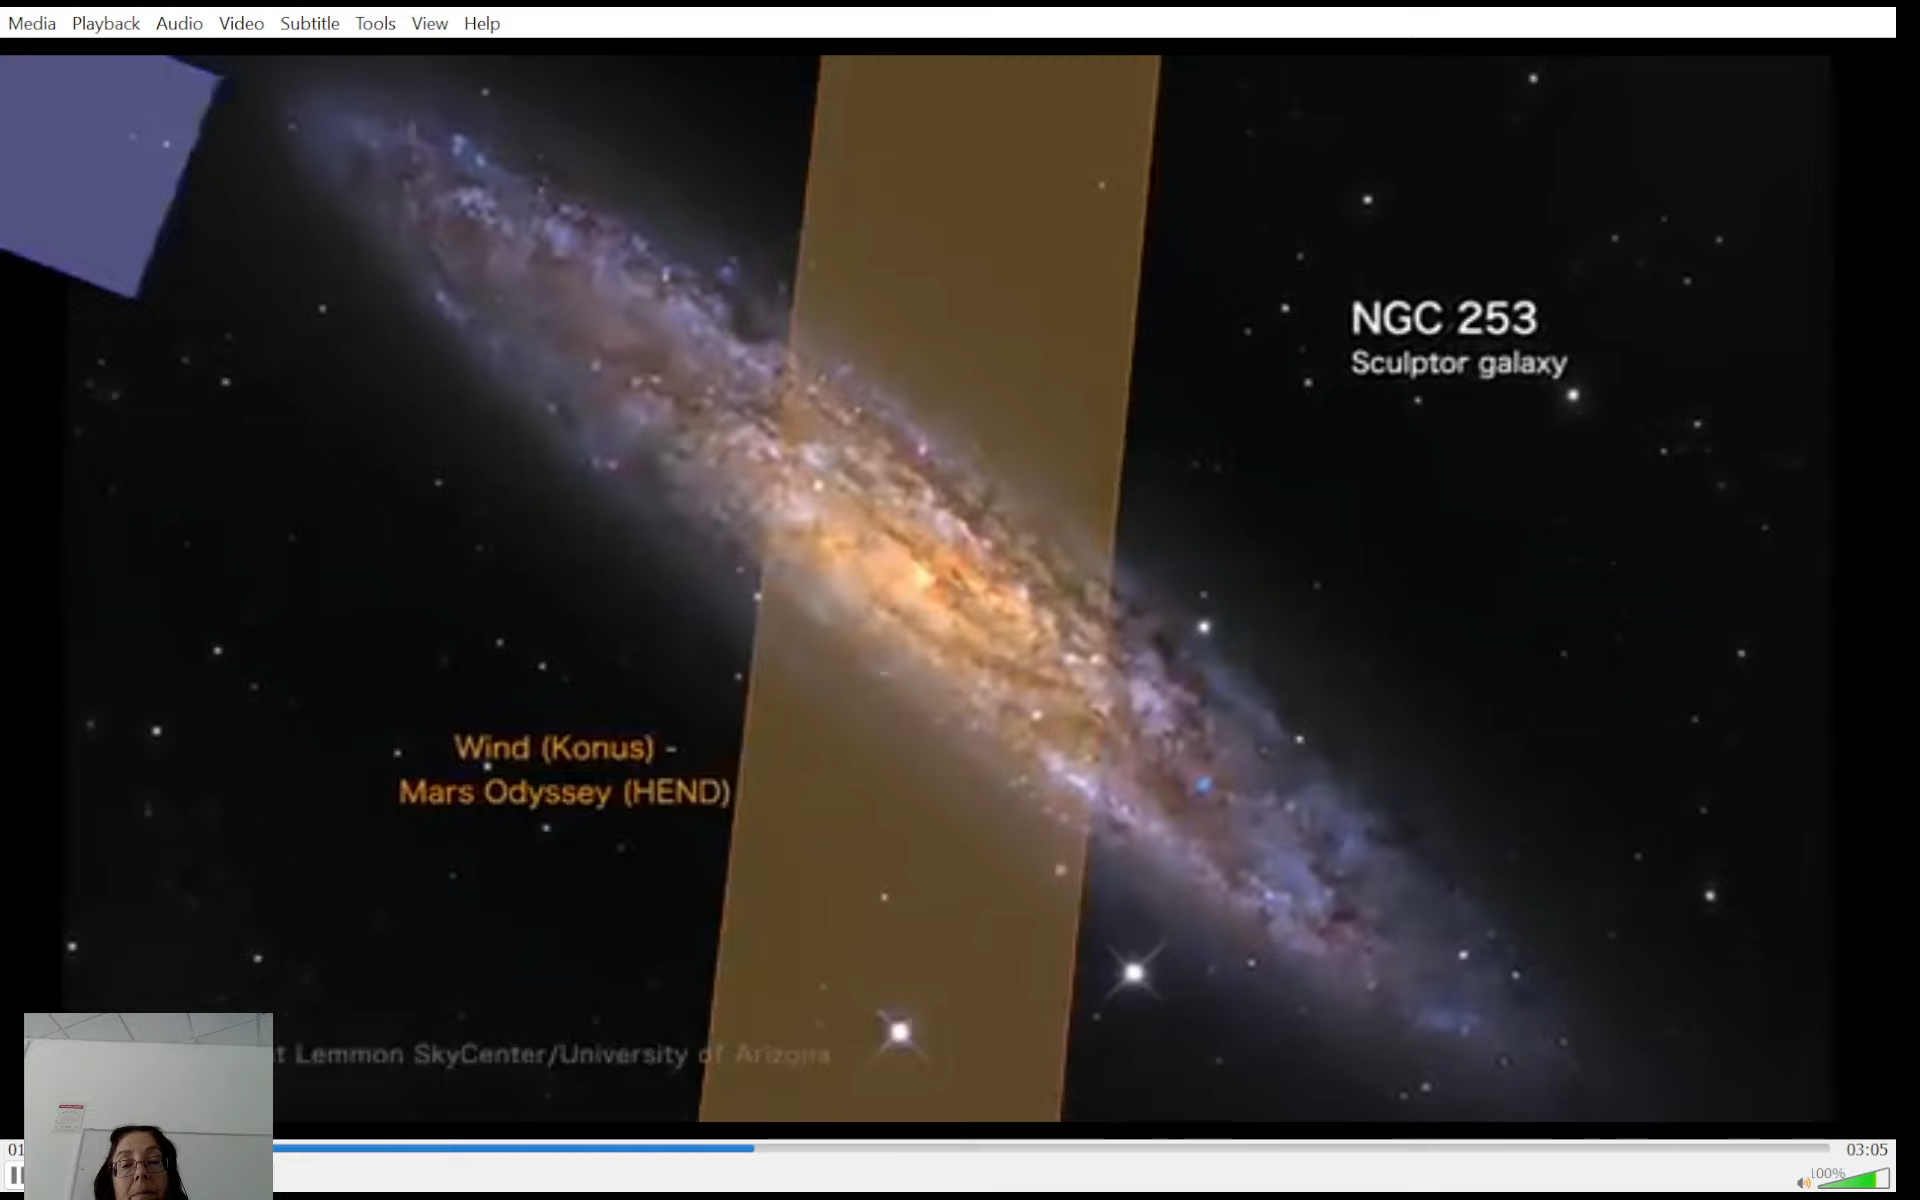 Media Playback Audio Video Subtitle Tools View Help
NGC 253
Sculptor galaxy
Wind (Konus) -
Mars Odyssey (HEND)
Lemmon SkyCenter/University of Arizona
03:05
100%